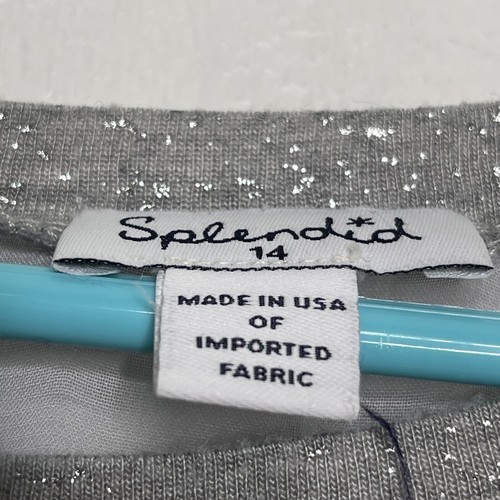 Splendid
14
MADE IN USA
OF
IMPORTED
FABRIC